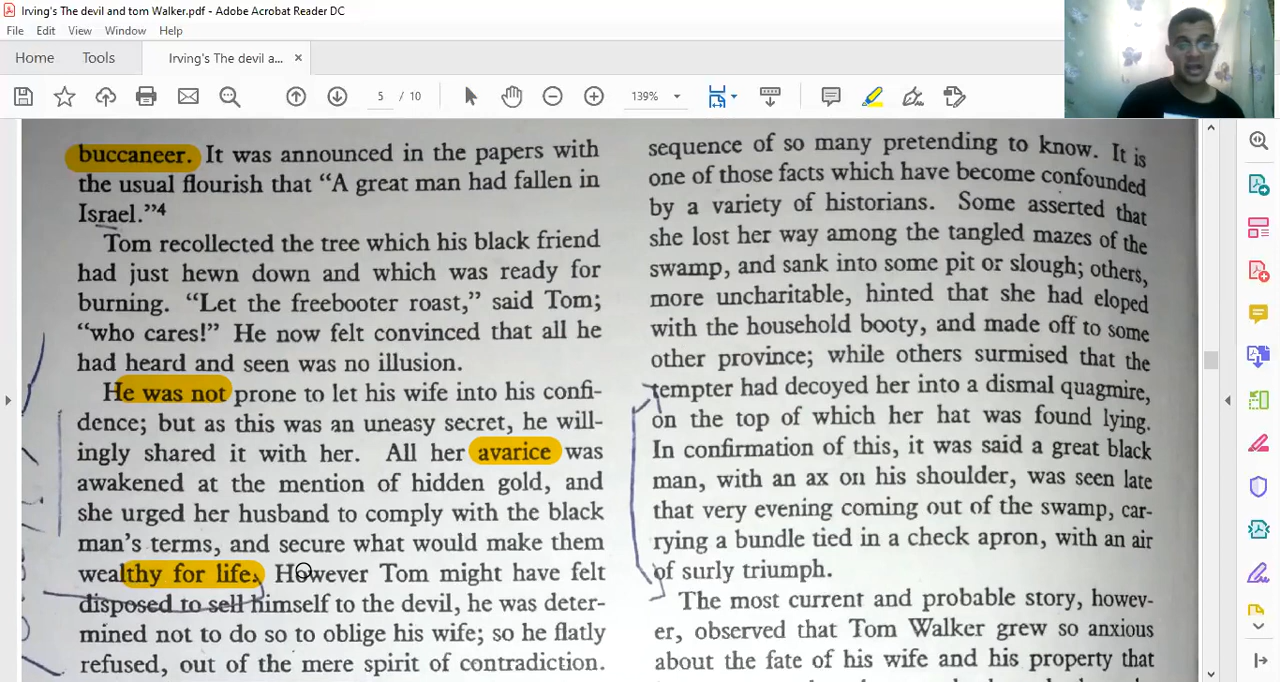 Irving's The devil and tom Walker.pdf - Adobe Acrobat Reader DC
File Edit View Window Help
Home Tools Irving's The devil a... ×
5 / 10 139%
buccaneer. It was announced in the papers with
the usual flourish that “A great man had fallen in
Israel.”4
Tom recollected the tree which his black friend
had just hewn down and which was ready for
burning. “Let the freebooter roast,” said Tom;
“who cares!” He now felt convinced that all he
had heard and seen was no illusion.
He was not prone to let his wife into his confi-
dence; but as this was an uneasy secret, he will-
ingly shared it with her. All her avarice was
awakened at the mention of hidden gold, and
she urged her husband to comply with the black
man's terms, and secure what would make them
wealthy for life. However Tom might have felt
disposed to sell himself to the devil, he was deter-
mined not to do so to oblige his wife; so he flatly
refused, out of the mere spirit of contradiction.
sequence of so many pretending to know. It is
one of those facts which have become confounded
by a variety of historians. Some asserted that
she lost her way among the tangled mazes of the
swamp, and sank into some pit or slough; others,
more uncharitable, hinted that she had eloped
with the household booty, and made off to some
other province; while others surmised that the
tempter had decoyed her into a dismal quagmire,
on the top of which her hat was found lying.
In confirmation of this, it was said a great black
man, with an ax on his shoulder, was seen late
that very evening coming out of the swamp, car-
rying a bundle tied in a check apron, with an air
of surly triumph.
The most current and probable story, howev-
er, observed that Tom Walker grew so anxious
about the fate of his wife and his property that